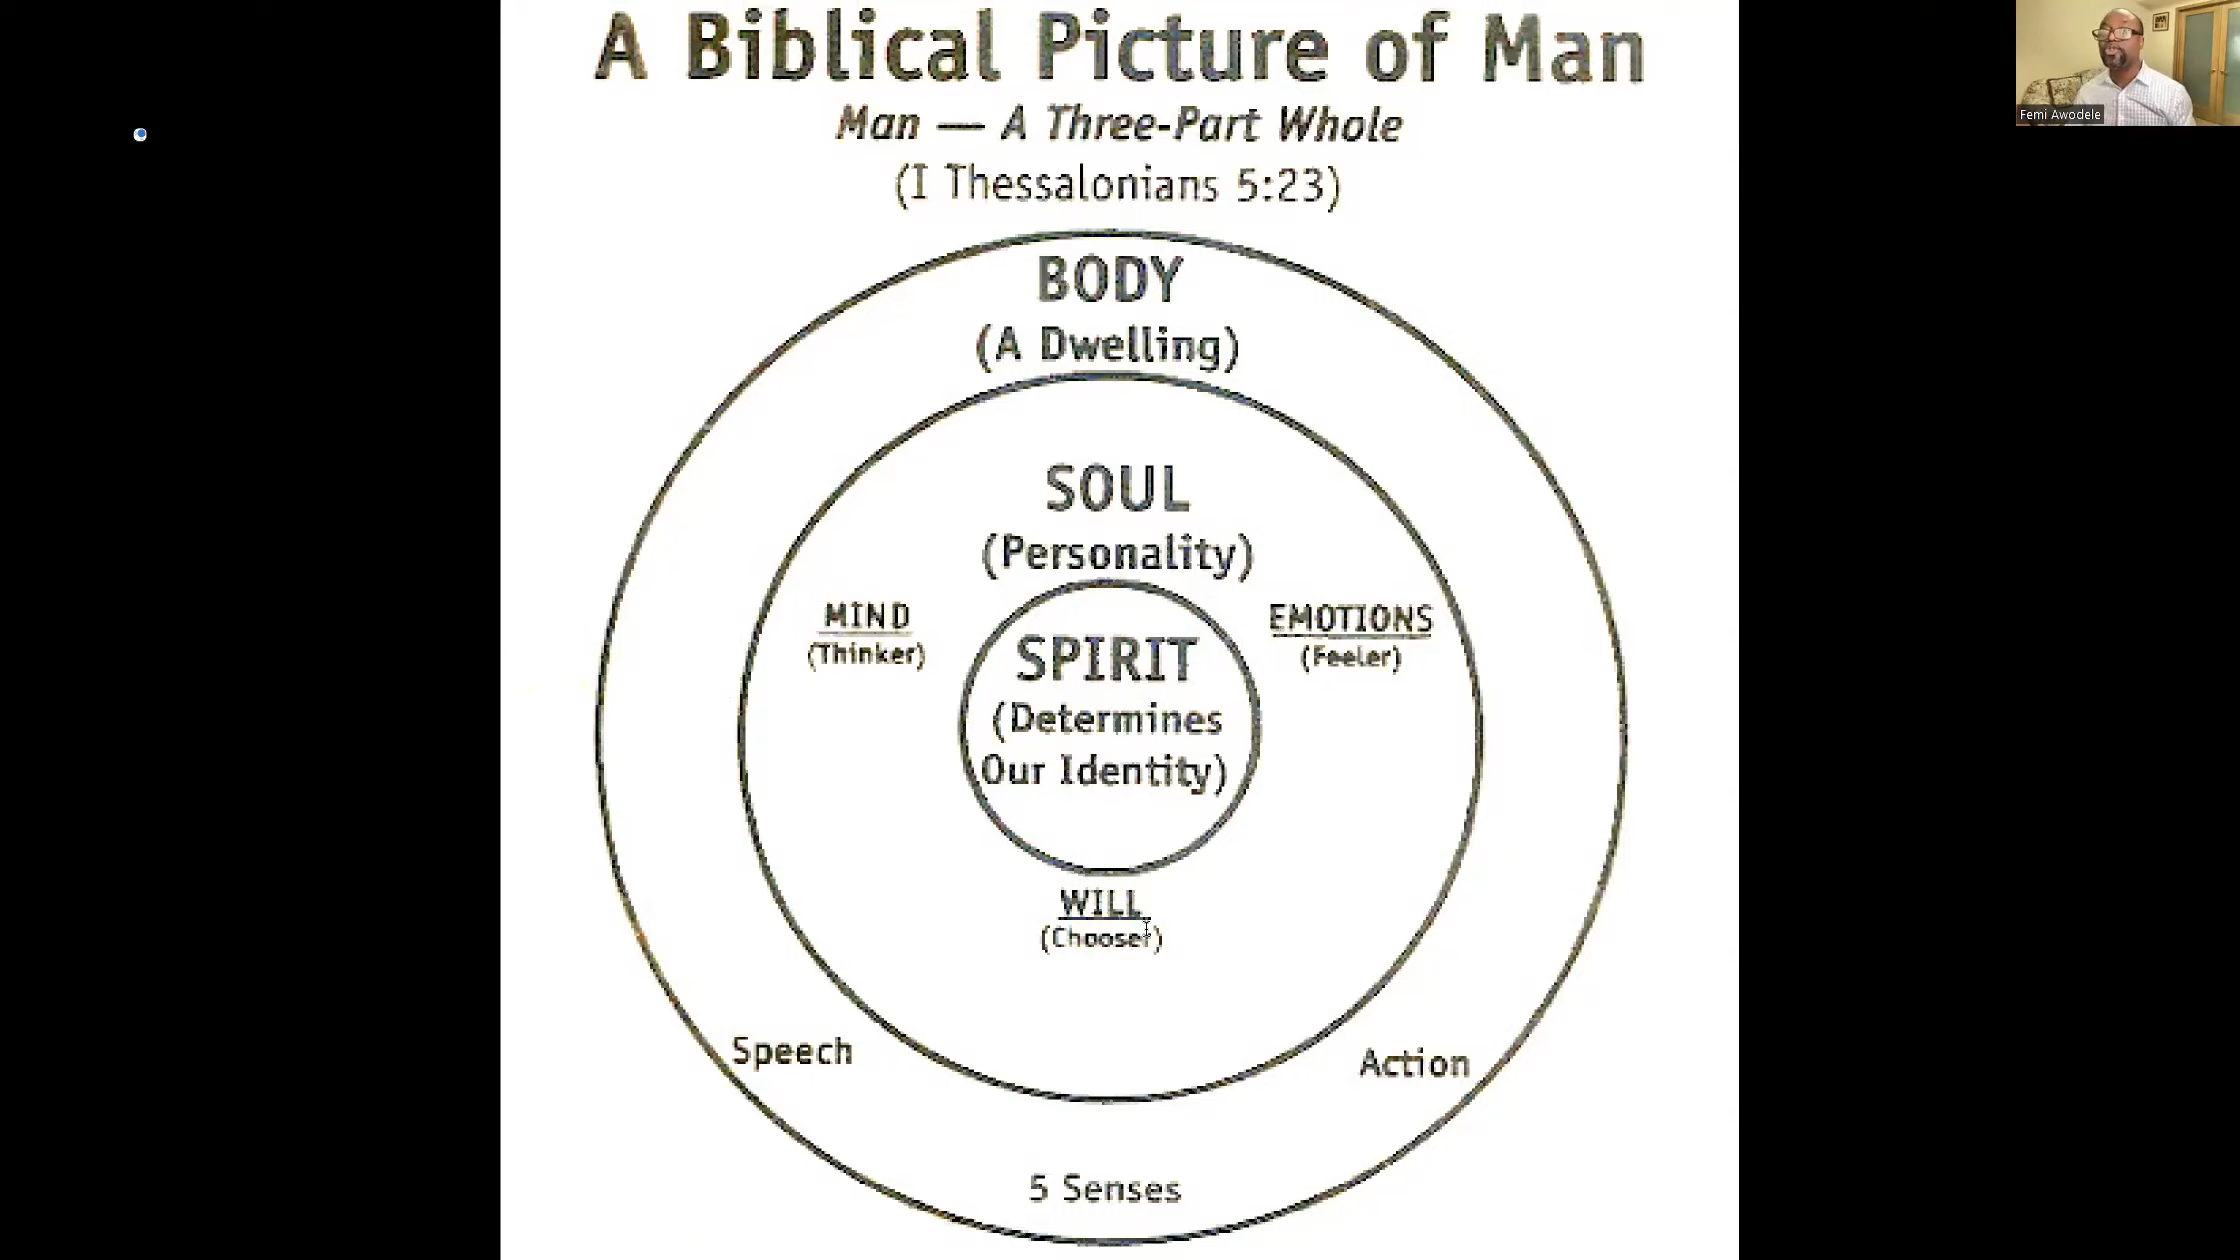 A Biblical Picture of Man
Man — A Three-Part Whole
(I Thessalonians 5:23)
Femi Awodele
BODY
(A Dwelling)
SOUL
(Personality)
MIND
(Thinker)
EMOTIONS
(Feeler)
SPIRIT
(Determines
Our Identity)
WILL
(Chooser)
Speech
Action
5 Senses